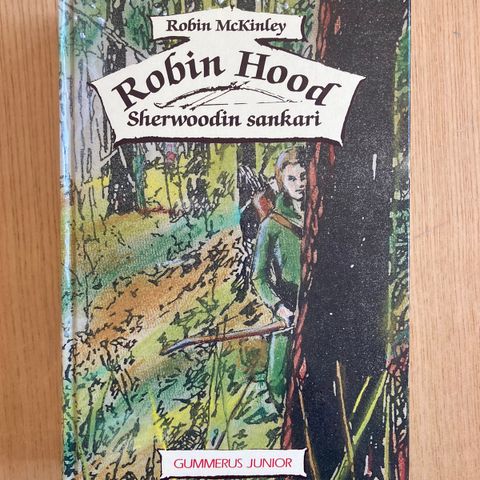 Robin McKinley
Robin Hood
Sherwoodin sankari
GUMMERUS JUNIOR